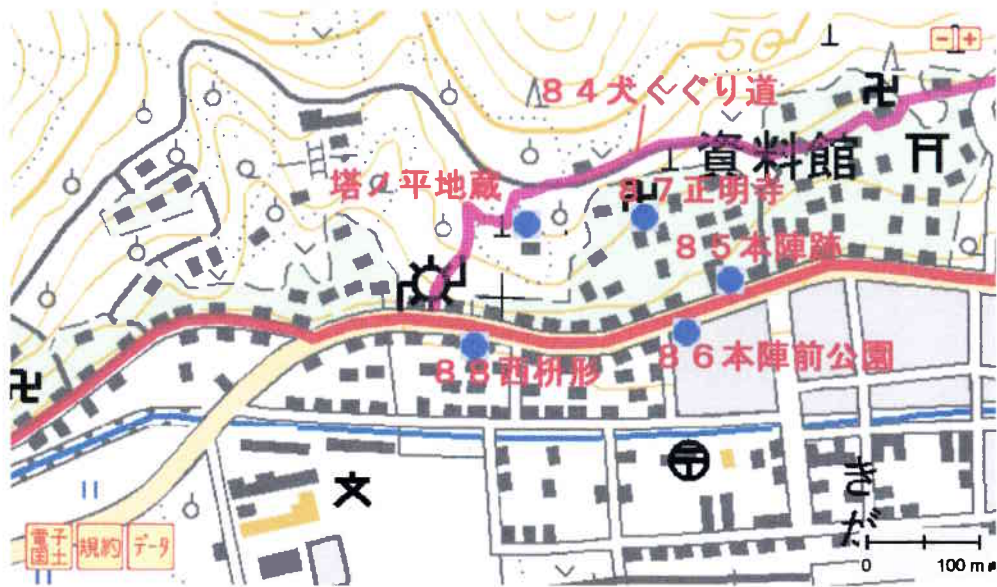 50
-+
84犬くぐり道
資料館
塔ノ平地蔵
87正明寺
85本陣跡
86本陣前公園
88西枡形
きだ
電子国土
規約
データ
0
100 m